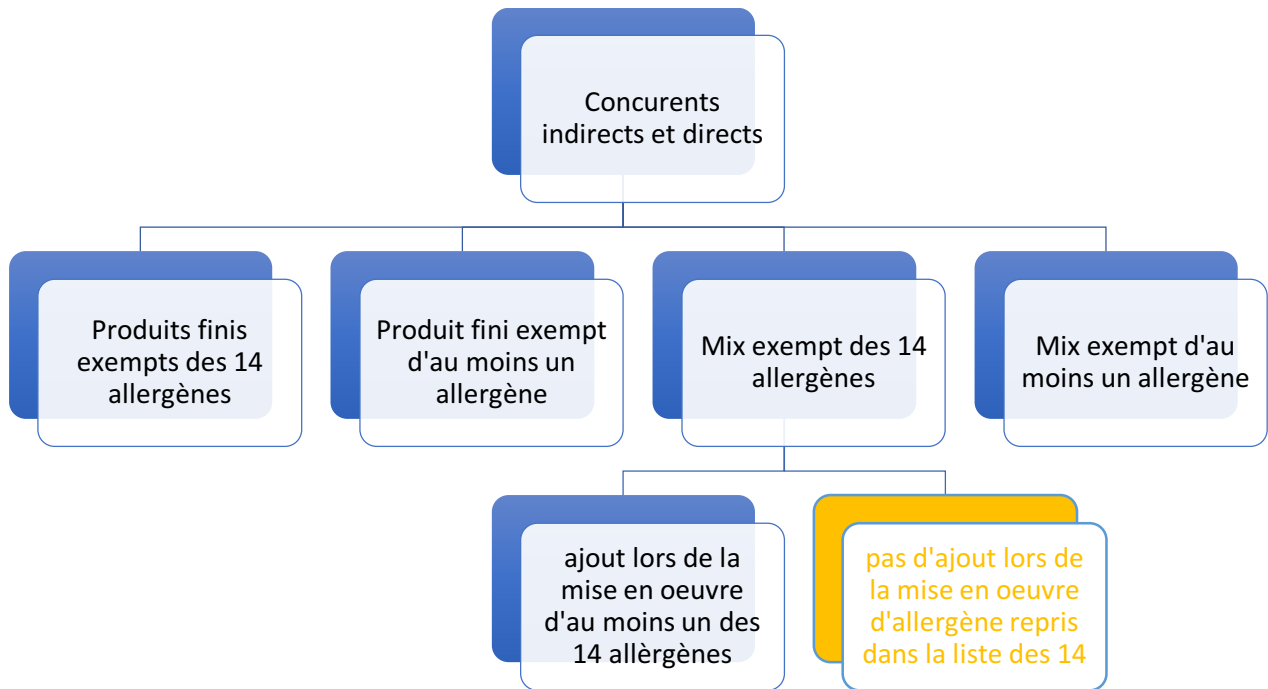 Concurents
indirects et directs
Produits finis
exempts des 14
allergènes
Produit fini exempt
d'au moins un
allergène
Mix exempt des 14
allergènes
Mix exempt d'au
moins un allergène
ajout lors de la
mise en oeuvre
d'au moins un des
14 allèrgènes
pas d'ajout lors de
la mise en oeuvre
d'allergène repris
dans la liste des 14